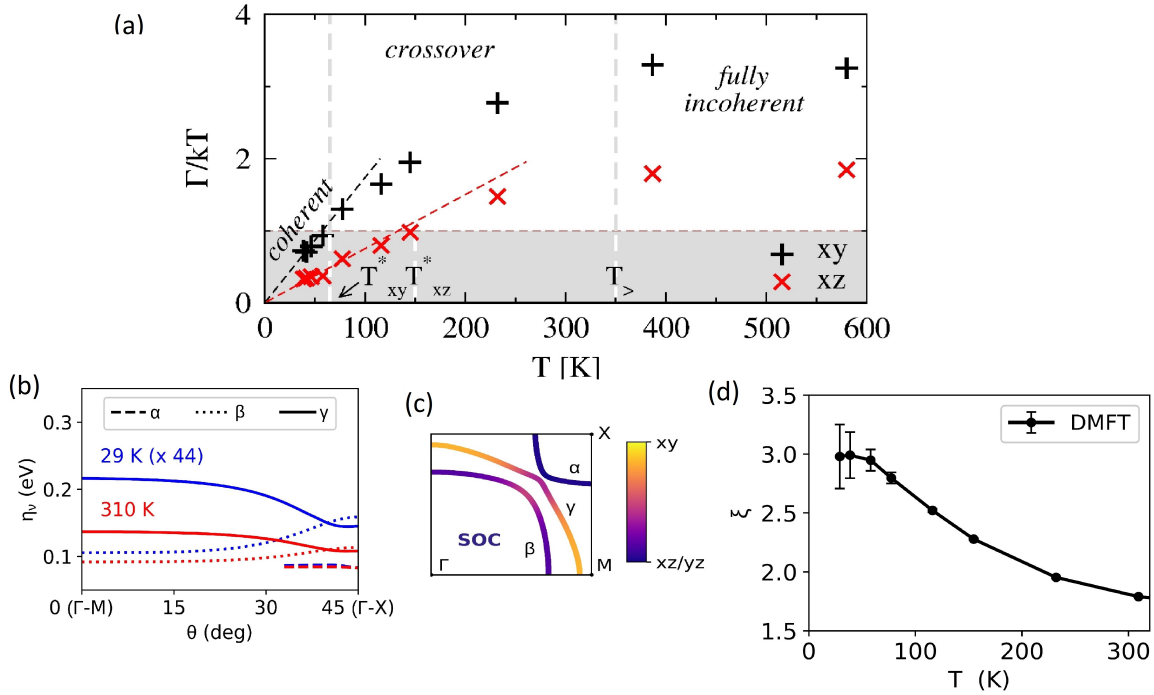 (a)
4
crossover
fully
incoherent
Γ/kT
2
coherent
xy
xz
T*xy T*xz
T>
0
0 100 200 300 400 500 600
T [K]
(b)
α β γ
0.3
29 K (x 44)
0.2
310 K
0.1
ην (eV)
0 (Γ-M) 15 30 45 (Γ-X)
θ (deg)
(c)
X
xy
α
γ
SOC
β
Γ
M
xz/yz
(d)
3.5
DMFT
3.0
ξ
2.5
2.0
1.5
0 100 200 300
T (K)